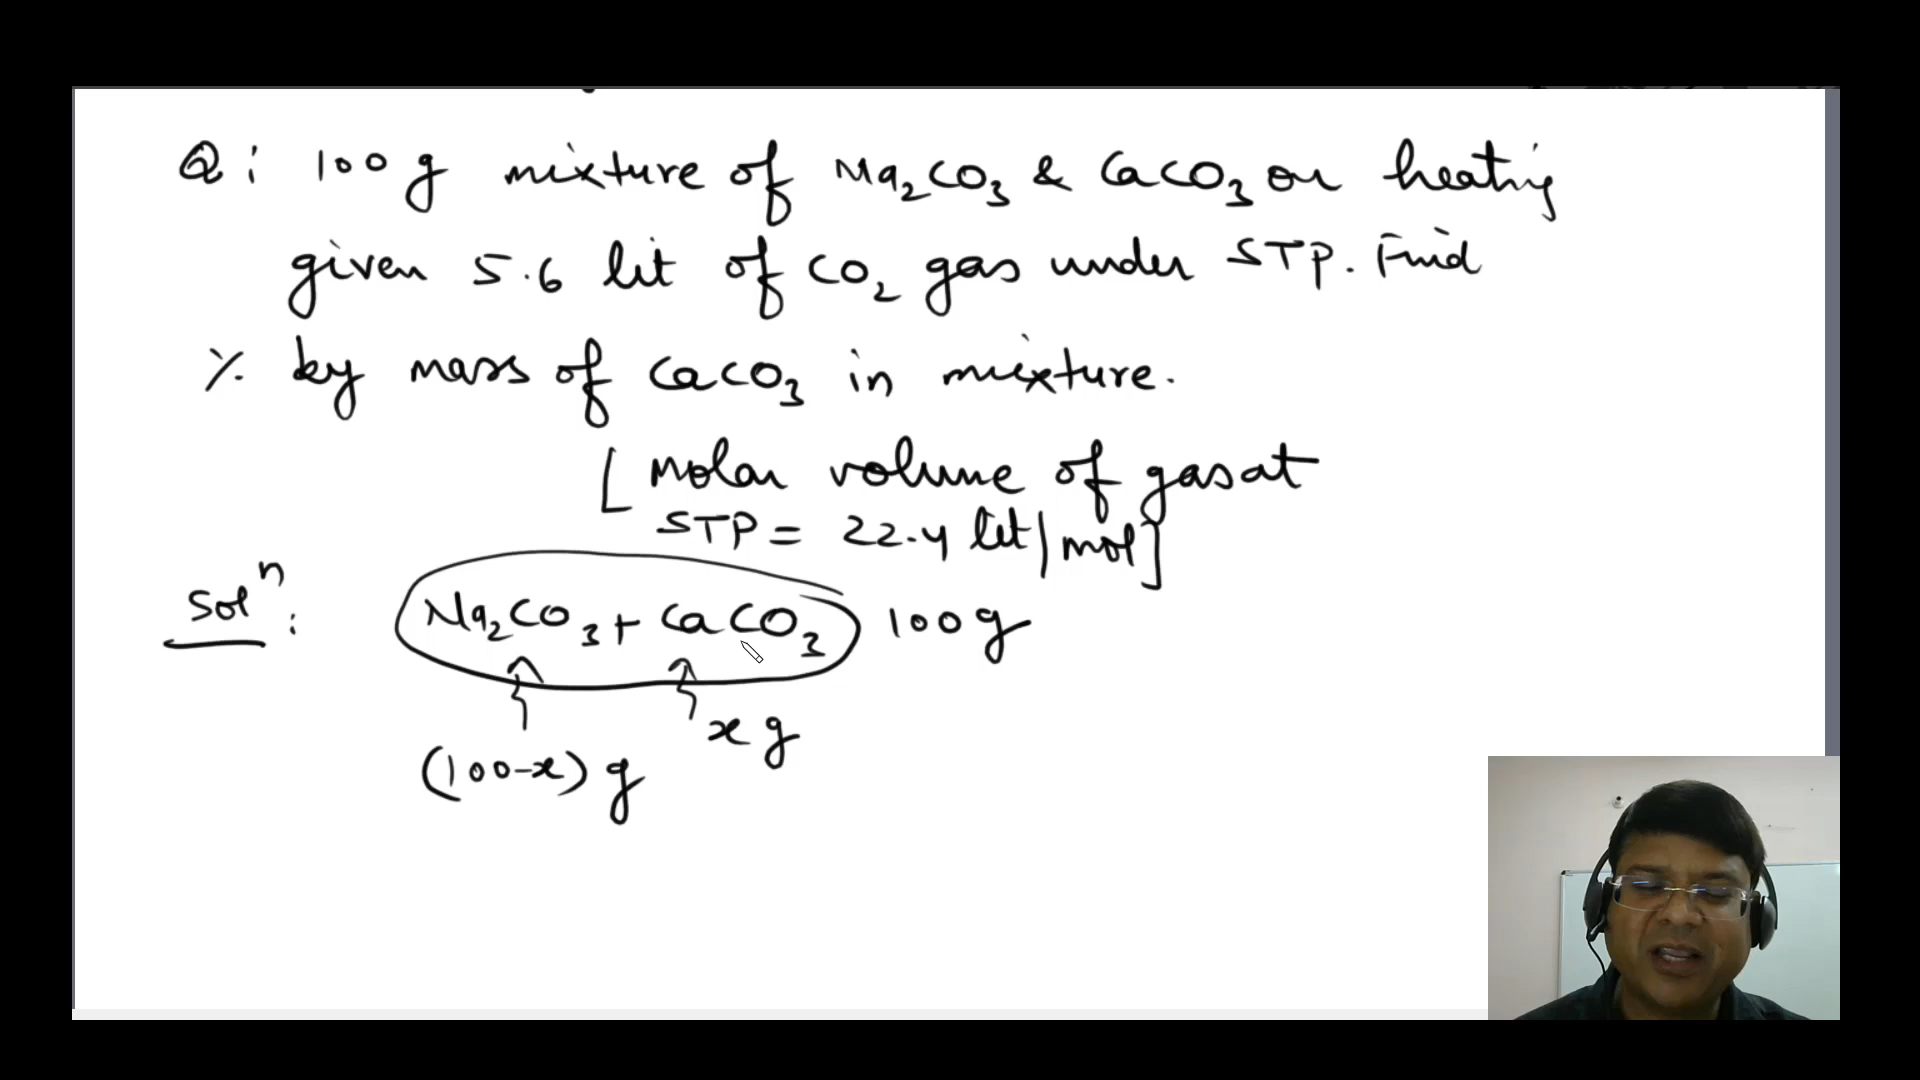 Q: 100 g mixture of Na₂CO₃ & CaCO₃ on heating
given 5.6 lit of CO₂ gas under STP. Find
% by mass of CaCO₃ in mixture.
[Molar volume of gas at
STP = 22.4 lit/mol]
Solⁿ: Na₂CO₃ + CaCO₃ 100g
x g
(100-x) g